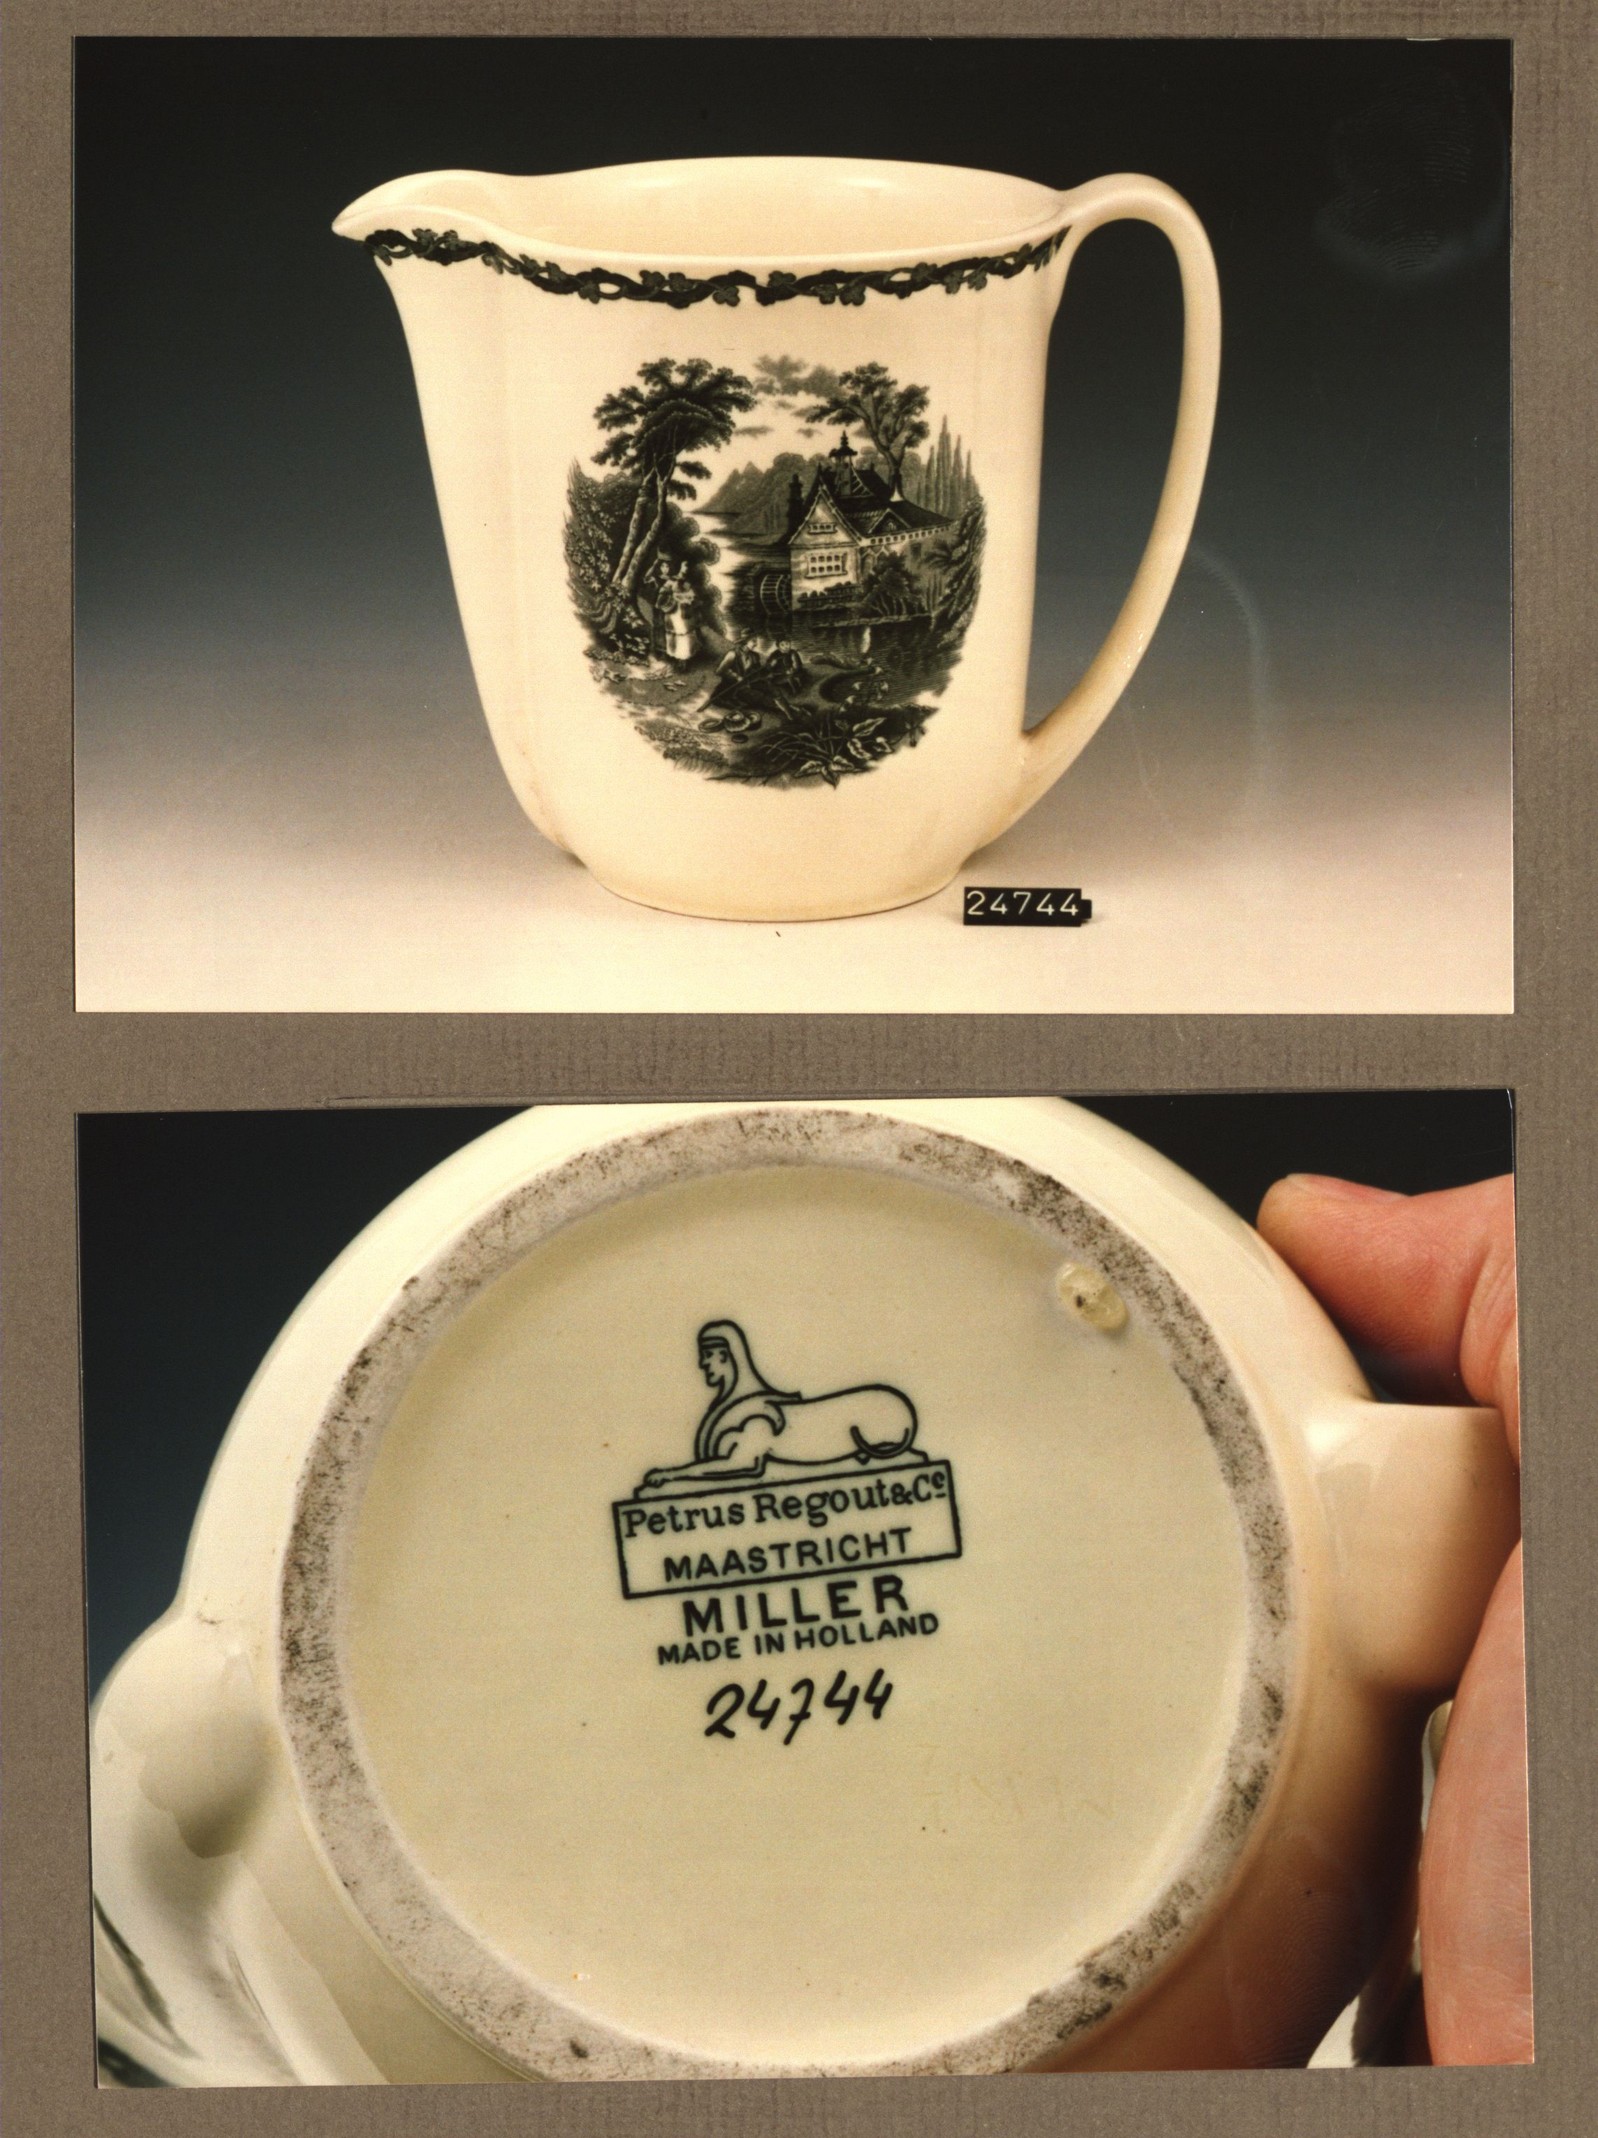 24744
Petrus Regout & Co
MAASTRICHT
MILLER
MADE IN HOLLAND
24744